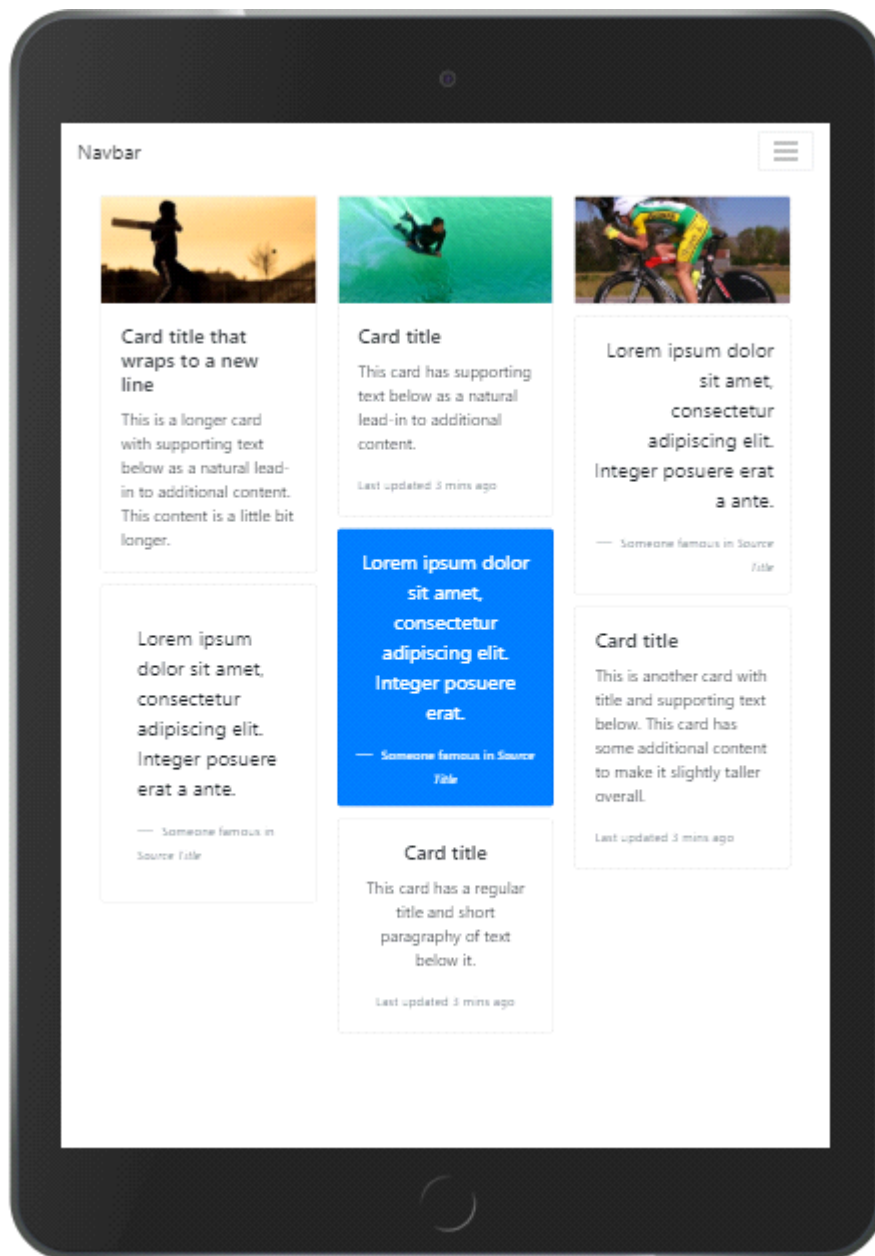 Navbar
Card title that
wraps to a new
line
This is a longer card
with supporting text
below as a natural lead-
in to additional content.
This content is a little bit
longer.
Lorem ipsum
dolor sit amet,
consectetur
adipiscing elit.
Integer posuere
erat a ante.
— Someone famous in
Source Title
Card title
This card has supporting
text below as a natural
lead-in to additional
content.
Last updated 3 mins ago
Lorem ipsum dolor
sit amet,
consectetur
adipiscing elit.
Integer posuere
erat.
— Someone famous in Source
Title
Card title
This card has a regular
title and short
paragraphy of text
below it.
Last updated 3 mins ago
Lorem ipsum dolor
sit amet,
consectetur
adipiscing elit.
Integer posuere erat
a ante.
— Someone famous in Source
Title
Card title
This is another card with
title and supporting text
below. This card has
some additional content
to make it slightly taller
overall.
Last updated 3 mins ago